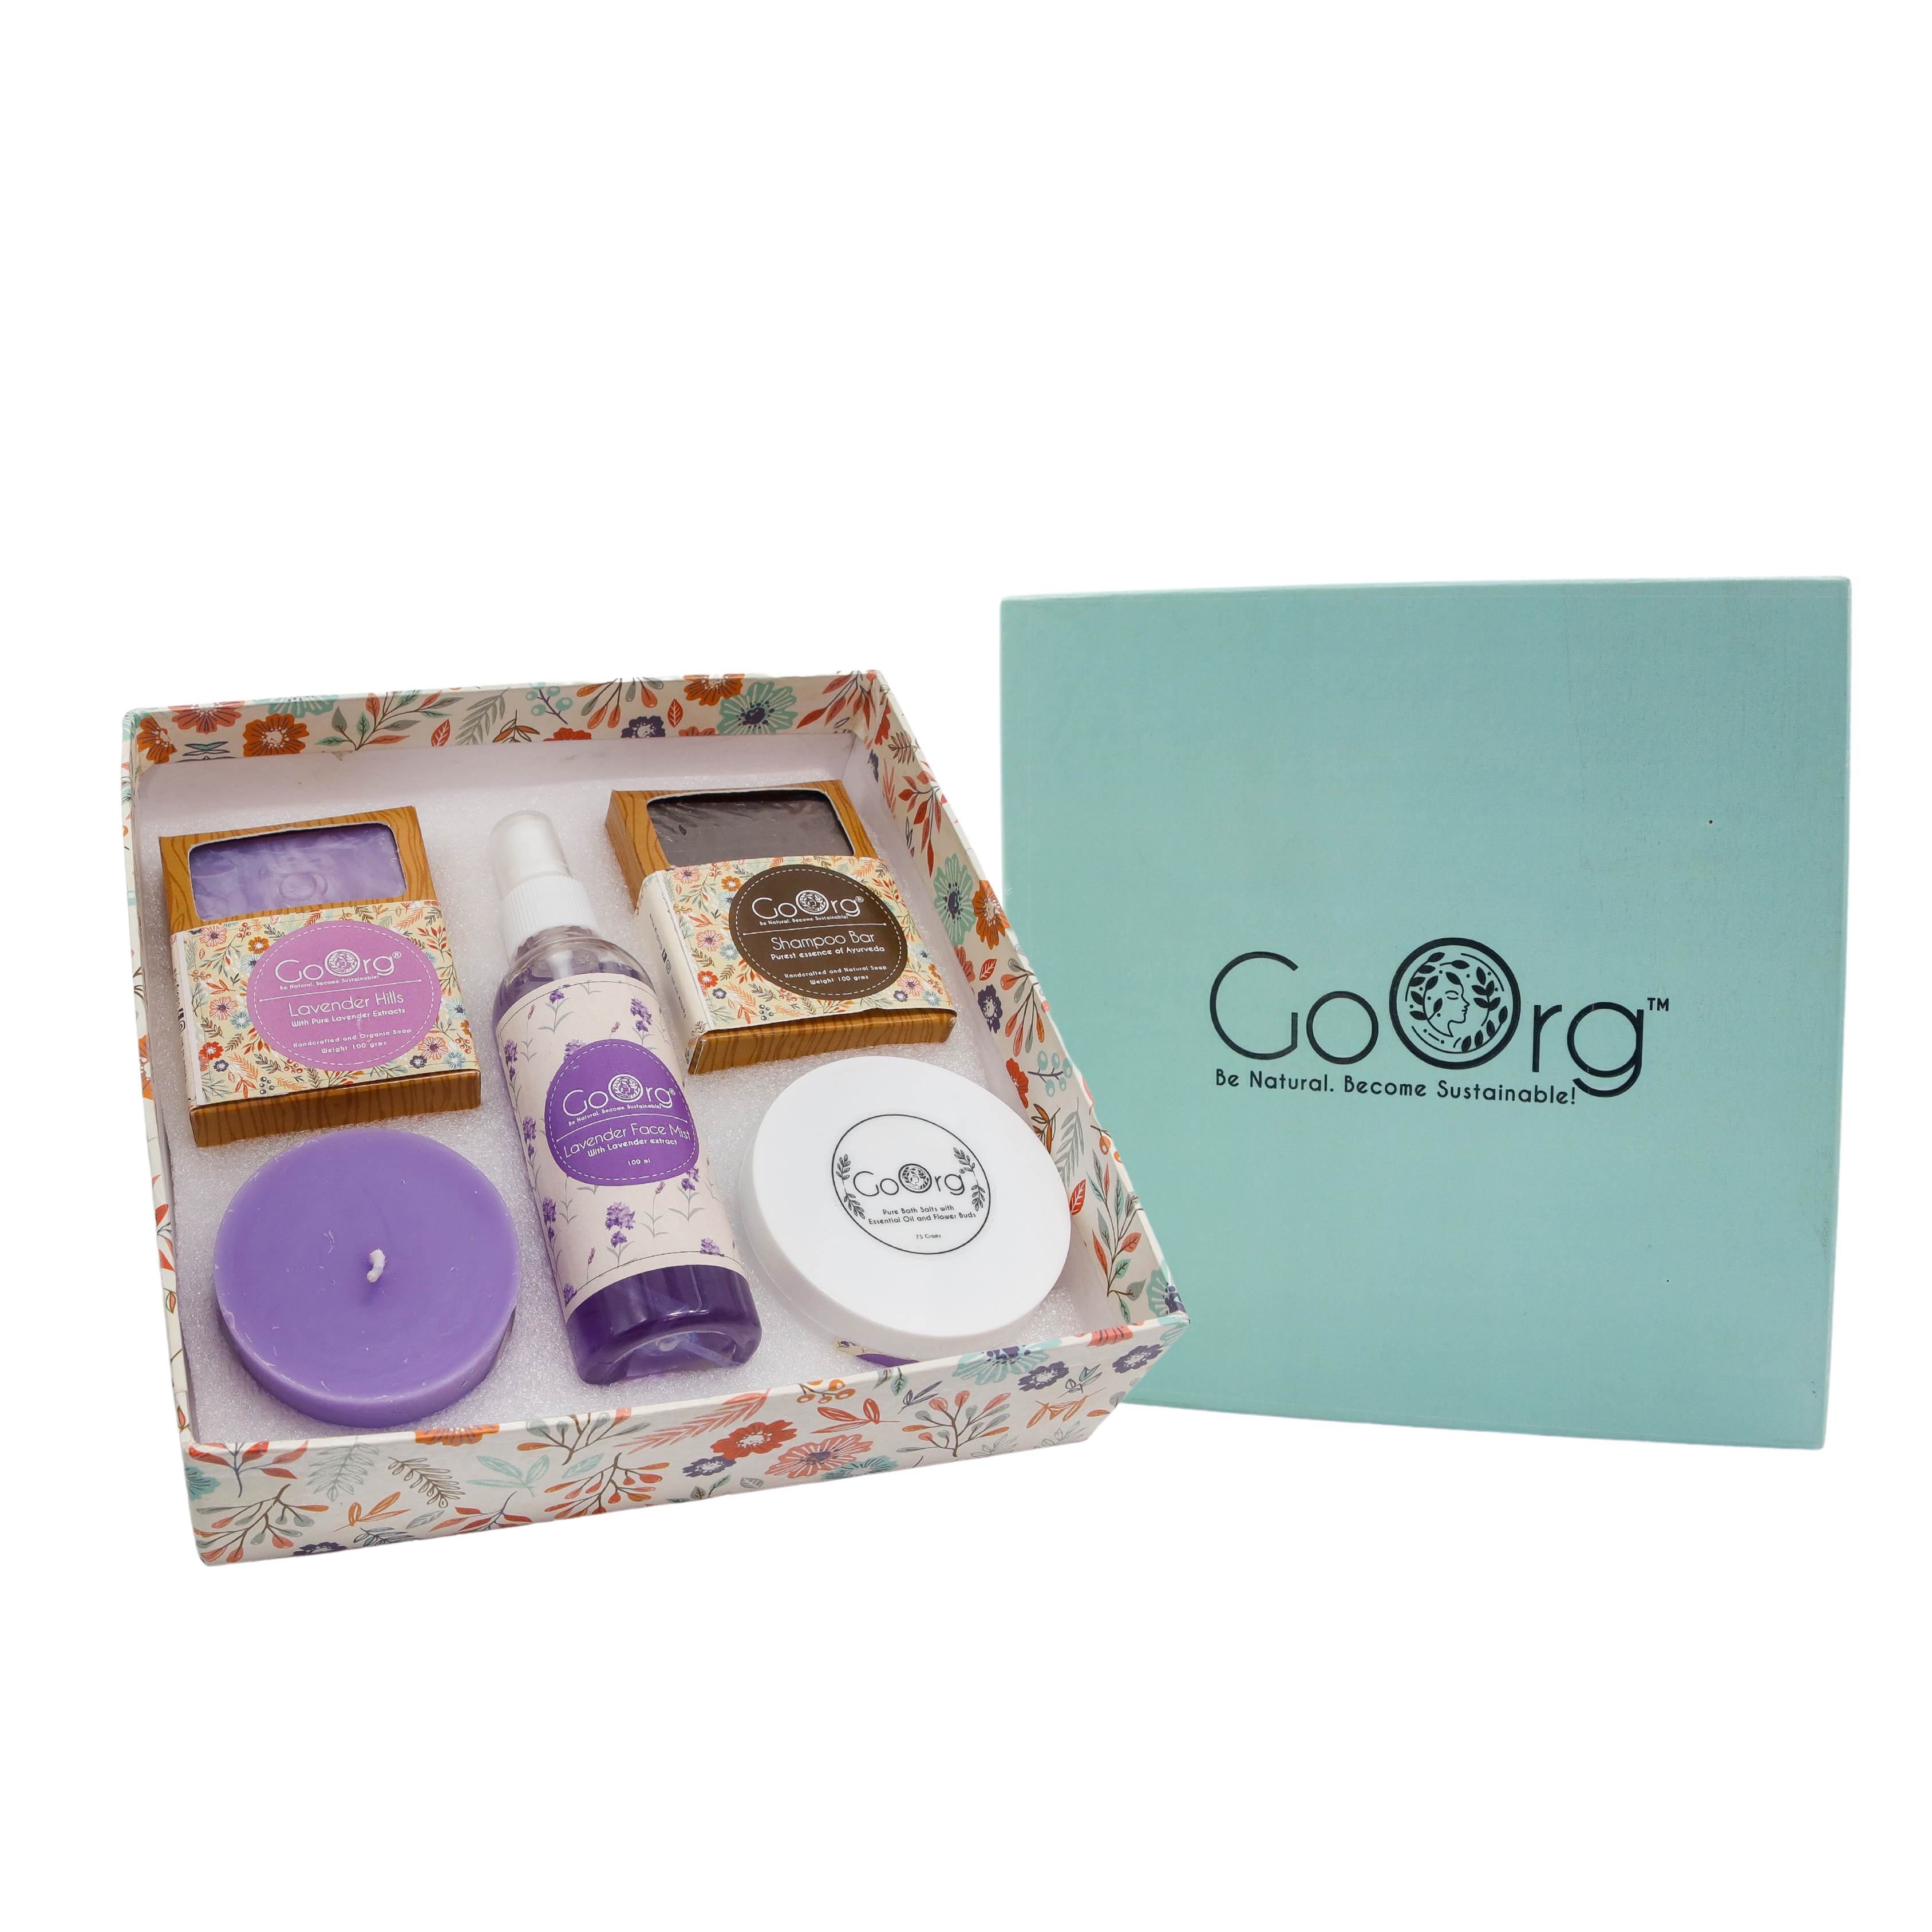 GoOrg®
Be Natural. Become Sustainable!
Lavender Hills
With Pure Lavender Extracts
Handcrafted and Organic Soap
Weight 100 gras
GoOrg®
Be Natural. Become Sustainable!
Lavender Face Mist
With Lavender extract
100 ml
GoOrg®
Be Natural. Become Sustainable!
Shampoo Bar
Purest essence of Ayurveda
Handcrafted and Natural Soap
Weight 100 gras
GoOrg®
Pure Bath Salts with
Essential Oil and Flower Buds
75 Grams
GoOrg™
Be Natural. Become Sustainable!